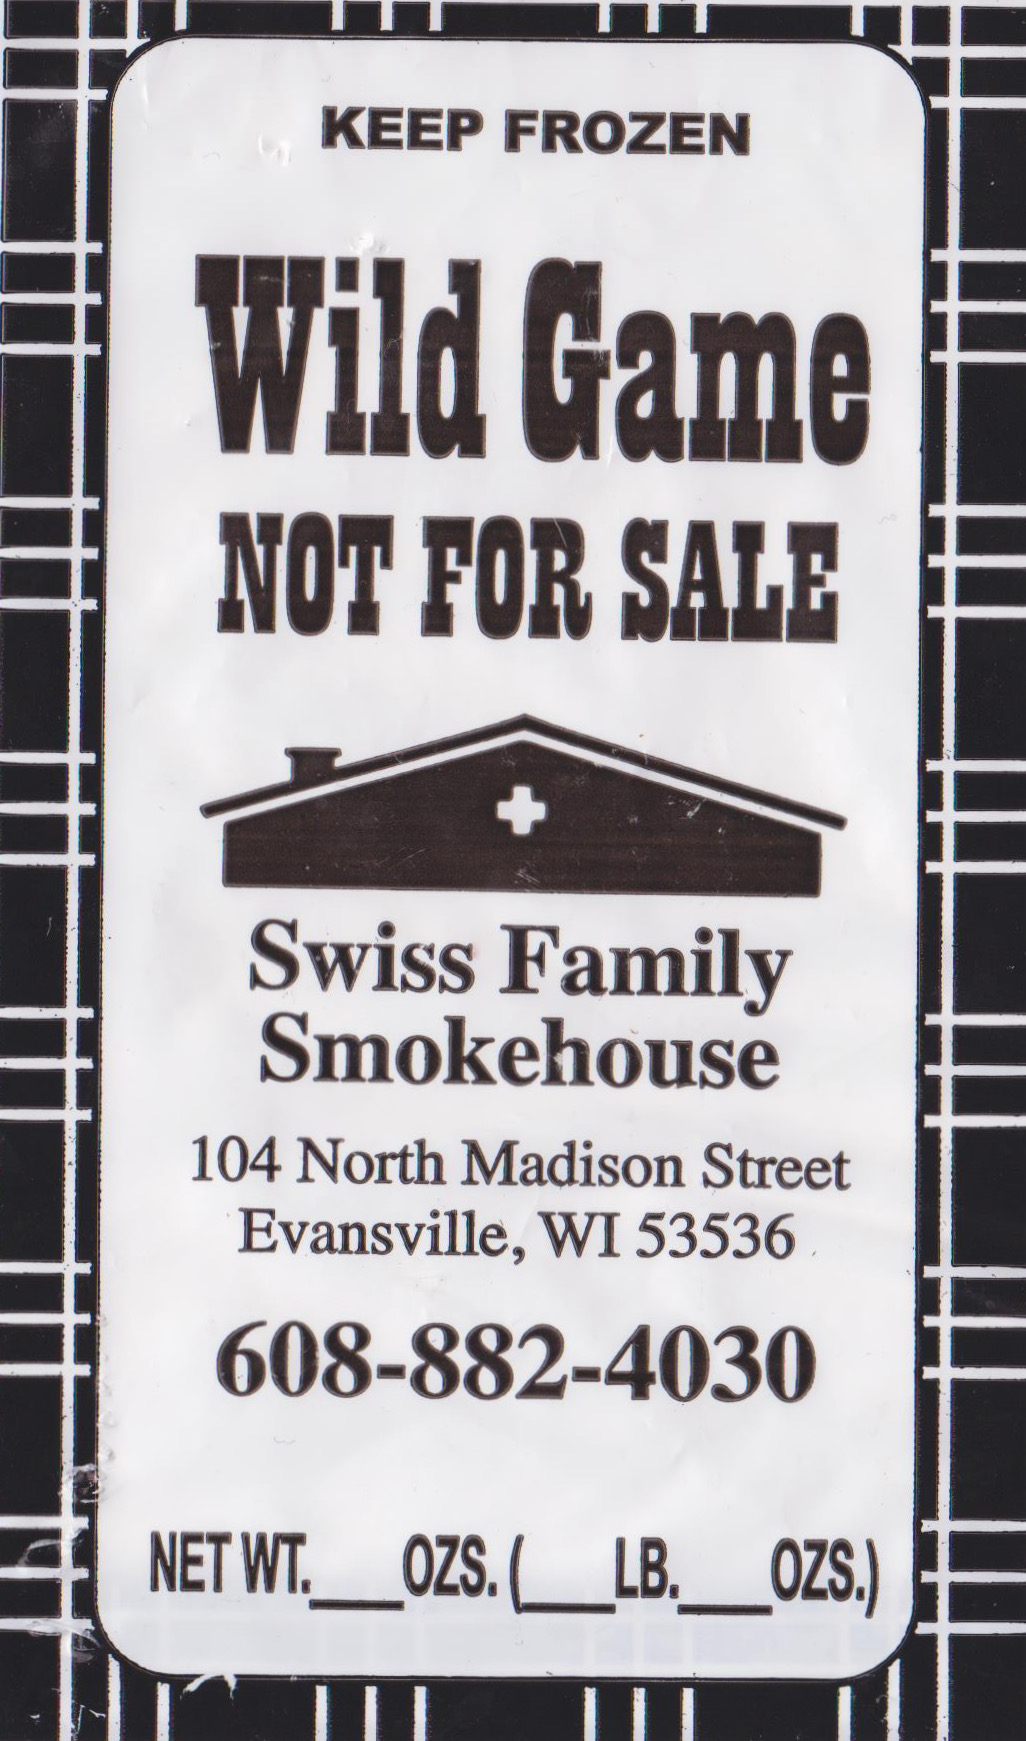 KEEP FROZEN
Wild Game
NOT FOR SALE
Swiss Family
Smokehouse
104 North Madison Street
Evansville, WI 53536
608-882-4030
NET WT.___OZS. (___LB.___OZS.)